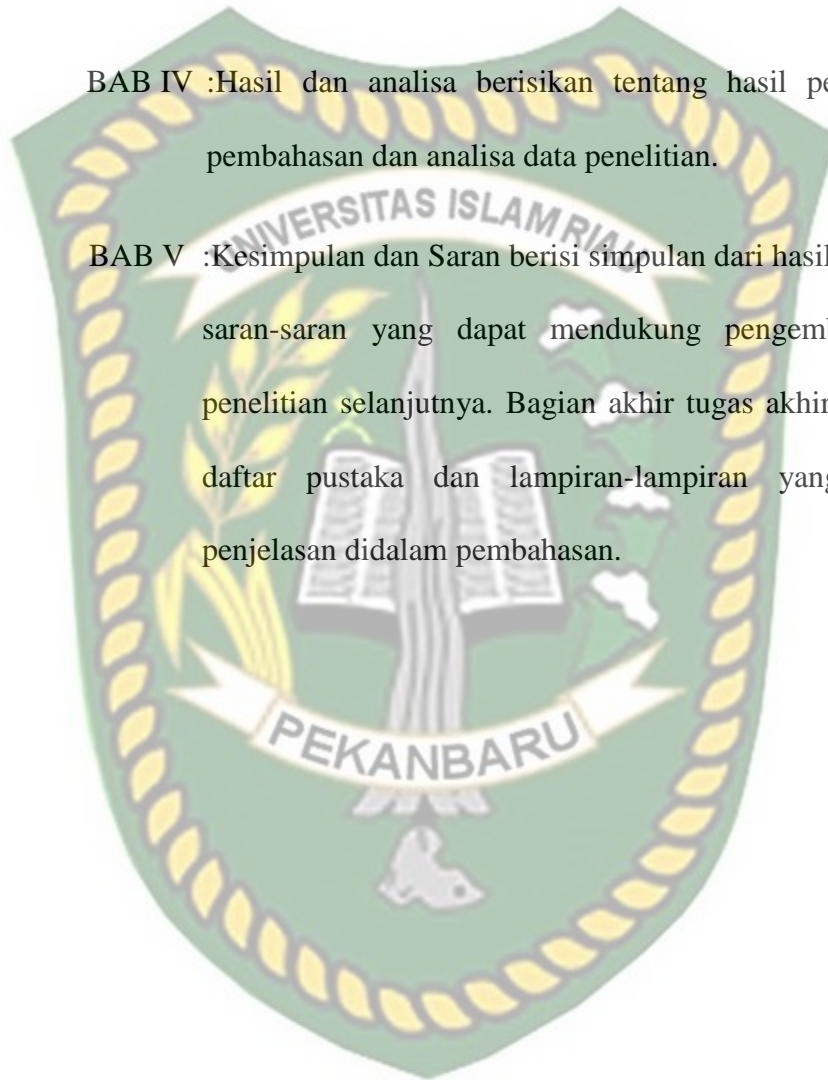 BAB IV :Hasil dan analisa berisikan tentang hasil
pembahasan dan analisa data penelitian.
UNIVERSITAS ISLAM RIAU
BAB V :Kesimpulan dan Saran berisi simpulan dari hasil
saran-saran yang dapat mendukung
penelitian selanjutnya. Bagian akhir tugas akhir
daftar pustaka dan lampiran-lampiran yang
penjelasan didalam pembahasan.
PEKANBARU